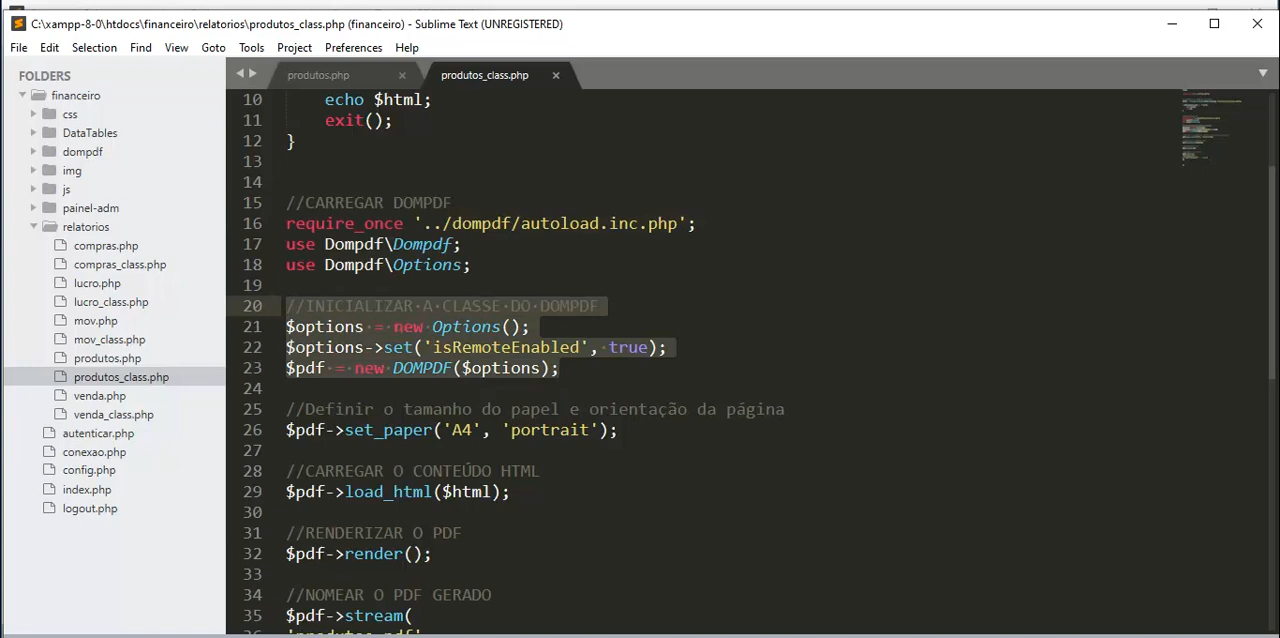 C:\xampp-8-0\htdocs\financeiro\relatorios\produtos_class.php (financeiro) - Sublime Text (UNREGISTERED)
File Edit Selection Find View Goto Tools Project Preferences Help
FOLDERS
financeiro
css
DataTables
dompdf
img
js
painel-adm
relatorios
compras.php
compras_class.php
lucro.php
lucro_class.php
mov.php
mov_class.php
produtos.php
produtos_class.php
venda.php
venda_class.php
autenticar.php
conexao.php
config.php
index.php
logout.php
produtos.php × produtos_class.php ×
10 echo $html;
11 exit();
12 }
13
14
15 //CARREGAR DOMPDF
16 require_once '../dompdf/autoload.inc.php';
17 use Dompdf\Dompdf;
18 use Dompdf\Options;
19
20 //INICIALIZAR·A·CLASSE·DO·DOMPDF
21 $options·=·new·Options();
22 $options->set('isRemoteEnabled',·true);
23 $pdf·=·new·DOMPDF($options);
24
25 //Definir o tamanho do papel e orientação da página
26 $pdf->set_paper('A4', 'portrait');
27
28 //CARREGAR O CONTEÚDO HTML
29 $pdf->load_html($html);
30
31 //RENDERIZAR O PDF
32 $pdf->render();
33
34 //NOMEAR O PDF GERADO
35 $pdf->stream(